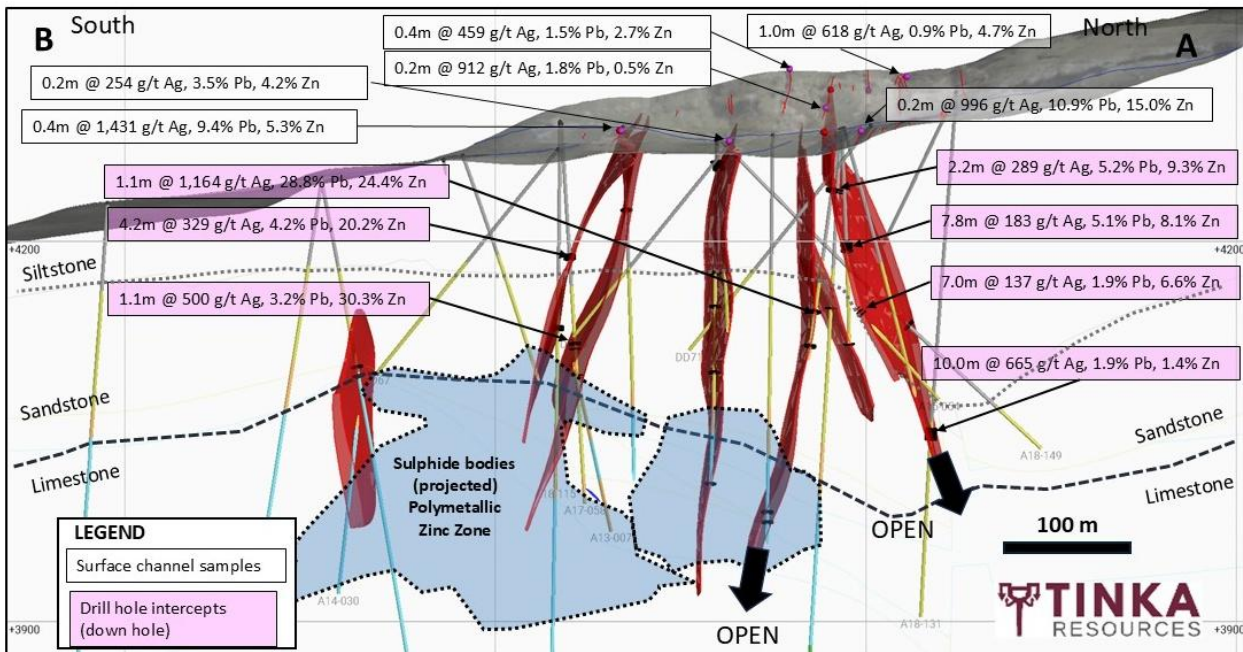 South
North
B
A
0.4m @ 459 g/t Ag, 1.5% Pb, 2.7% Zn
1.0m @ 618 g/t Ag, 0.9% Pb, 4.7% Zn
0.2m @ 912 g/t Ag, 1.8% Pb, 0.5% Zn
0.2m @ 254 g/t Ag, 3.5% Pb, 4.2% Zn
0.2m @ 996 g/t Ag, 10.9% Pb, 15.0% Zn
0.4m @ 1,431 g/t Ag, 9.4% Pb, 5.3% Zn
1.1m @ 1,164 g/t Ag, 28.8% Pb, 24.4% Zn
2.2m @ 289 g/t Ag, 5.2% Pb, 9.3% Zn
4.2m @ 329 g/t Ag, 4.2% Pb, 20.2% Zn
7.8m @ 183 g/t Ag, 5.1% Pb, 8.1% Zn
+4200
+4200
Siltstone
1.1m @ 500 g/t Ag, 3.2% Pb, 30.3% Zn
7.0m @ 137 g/t Ag, 1.9% Pb, 6.6% Zn
DD71
10.0m @ 665 g/t Ag, 1.9% Pb, 1.4% Zn
Sandstone
Sandstone
A18-149
Limestone
Limestone
Sulphide bodies
(projected)
Polymetallic
Zinc Zone
A17-058
A13-007
OPEN
100 m
LEGEND
Surface channel samples
Drill hole intercepts
(down hole)
A14-030
A18-131
OPEN
TINKA
RESOURCES
+3900
+3900